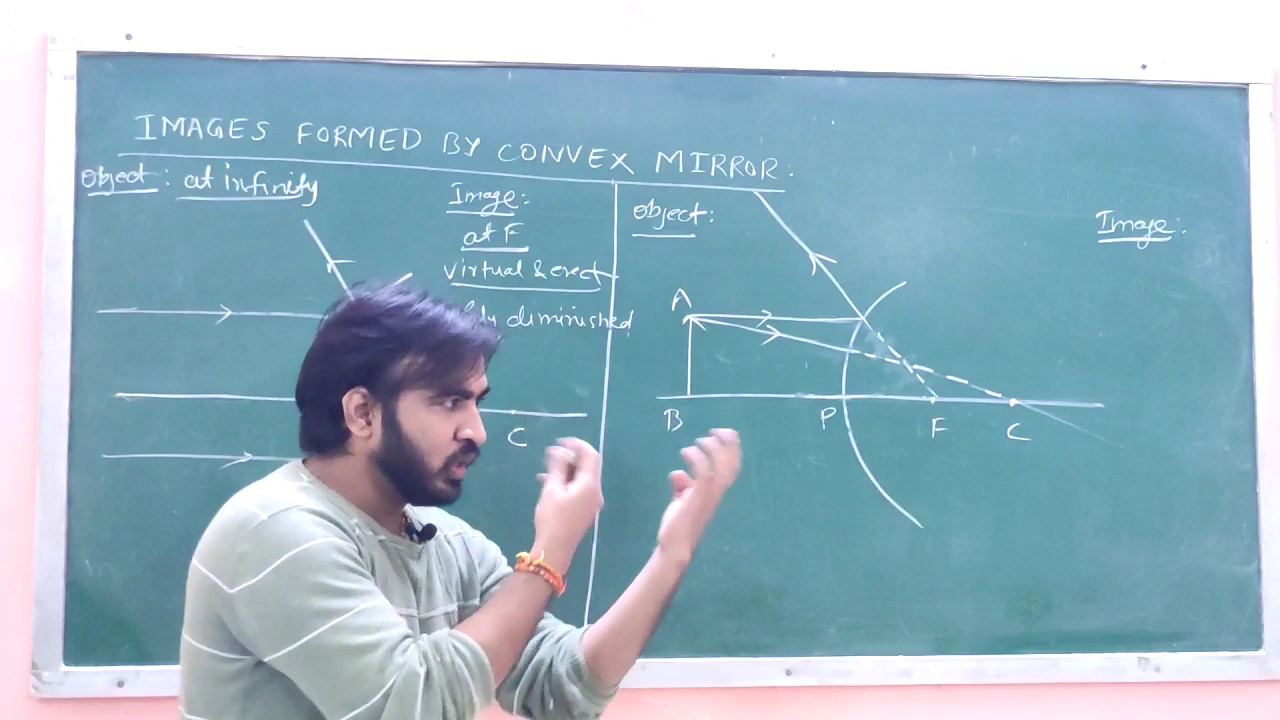 IMAGES FORMED BY CONVEX MIRROR:
Object: at infinity
Image:
at F
Virtual & erect
diminished
C
Object:
Image:
A
B P F C